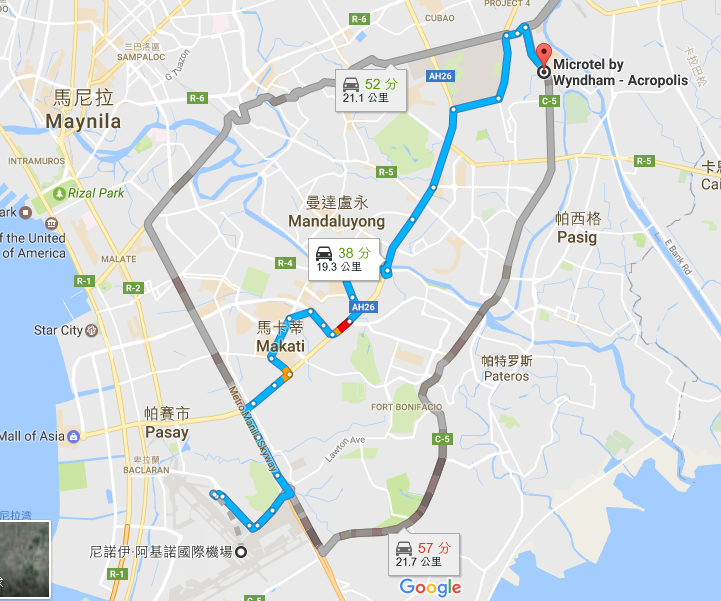 PROJECT 4
R-6
CUBAO
三巴洛區
SAMPALOC
52 分
21.1 公里
AH26
Microtel by
Wyndham - Acropolis
馬尼拉
Maynila
R-6
C-5
INTRAMUROS
R-5
R-5
Rizal Park
曼達盧永
Mandaluyong
帕西格
Pasig
of the United
of America
MALATE
38 分
19.3 公里
E Bank Rd
R-4
R-1
R-2
AH26
Star City
馬卡蒂
Makati
帕特罗斯
Pateros
Metro Manila Skyway
帕賽市
Pasay
FORT BONIFACIO
Mall of Asia
C-5
Lawton Ave
卑拉蘭
BACLARAN
尼拉灣
57 分
21.7 公里
尼諾伊·阿基諾國際機場
R-1
Google